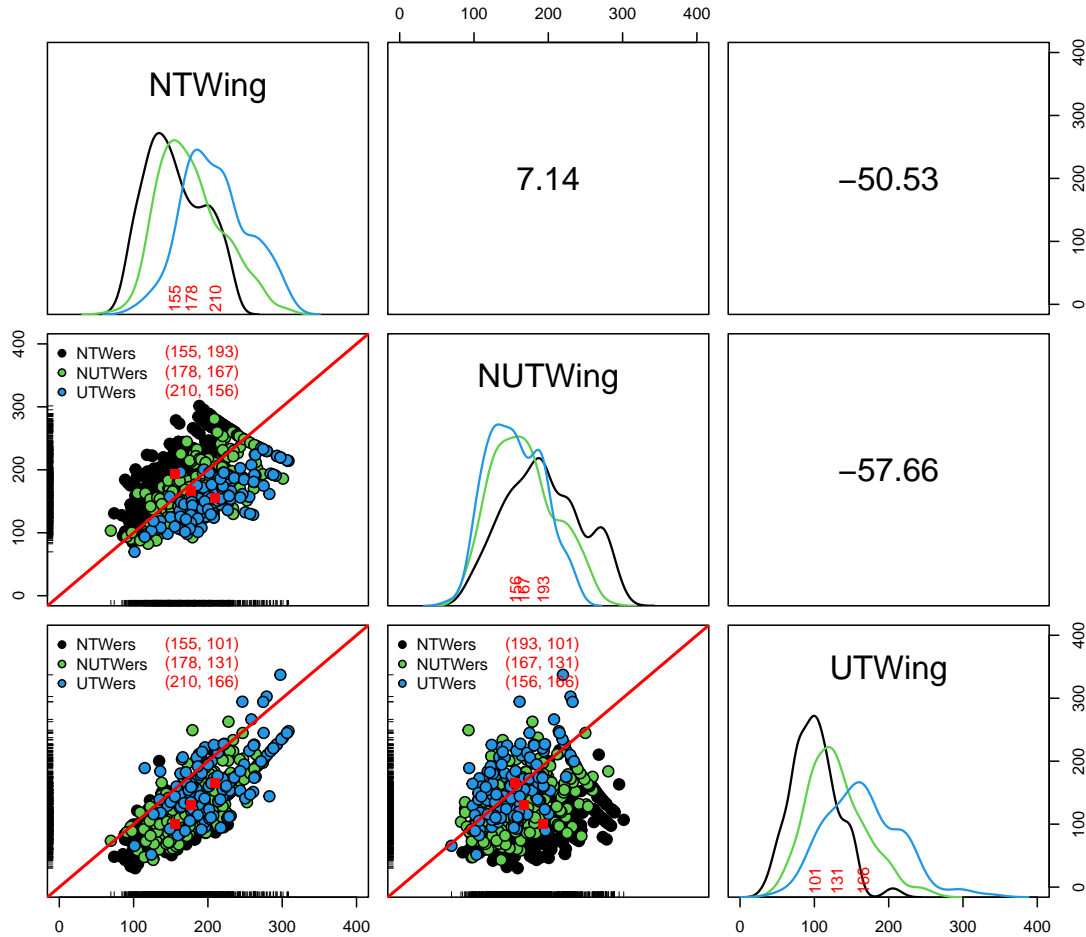 0 100 200 300 400
NTWing
155 178 210
7.14
−50.53
0 100 200 300 400
0 100 200 300 400
NTWers (155, 193)
NUTWers (178, 167)
UTWers (210, 156)
NUTWing
156 167 193
−57.66
NTWers (155, 101)
NUTWers (178, 131)
UTWers (210, 166)
NTWers (193, 101)
NUTWers (167, 131)
UTWers (156, 166)
UTWing
101 131 166
0 100 200 300 400
0 100 200 300 400
0 100 200 300 400